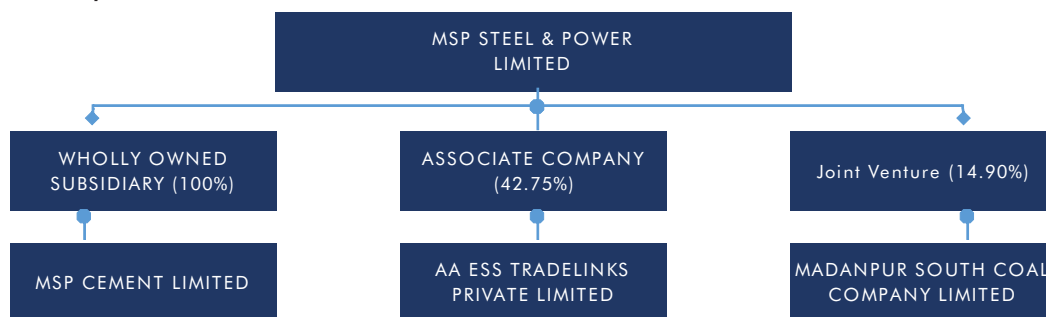 MSP STEEL & POWER
LIMITED
WHOLLY OWNED
SUBSIDIARY (100%)
ASSOCIATE COMPANY
(42.75%)
Joint Venture (14.90%)
MSP CEMENT LIMITED
AA ESS TRADELINKS
PRIVATE LIMITED
MADANPUR SOUTH COAL
COMPANY LIMITED